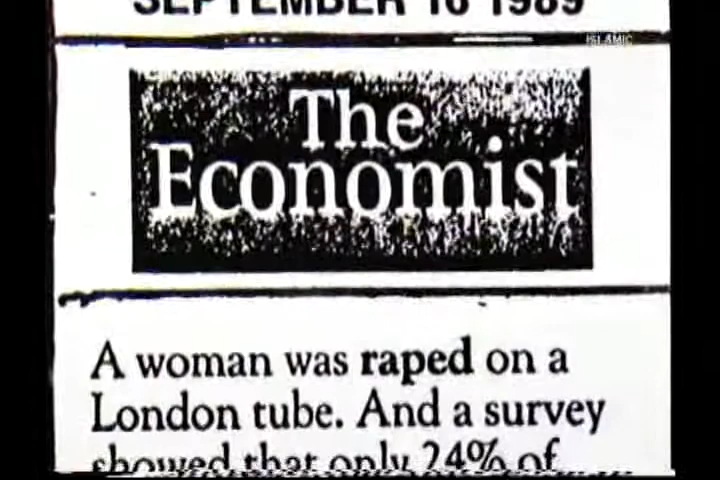 SEPTEMBER 16 1989
ISLAMIC
The
Economist
A woman was raped on a
London tube. And a survey
showed that only 24% of